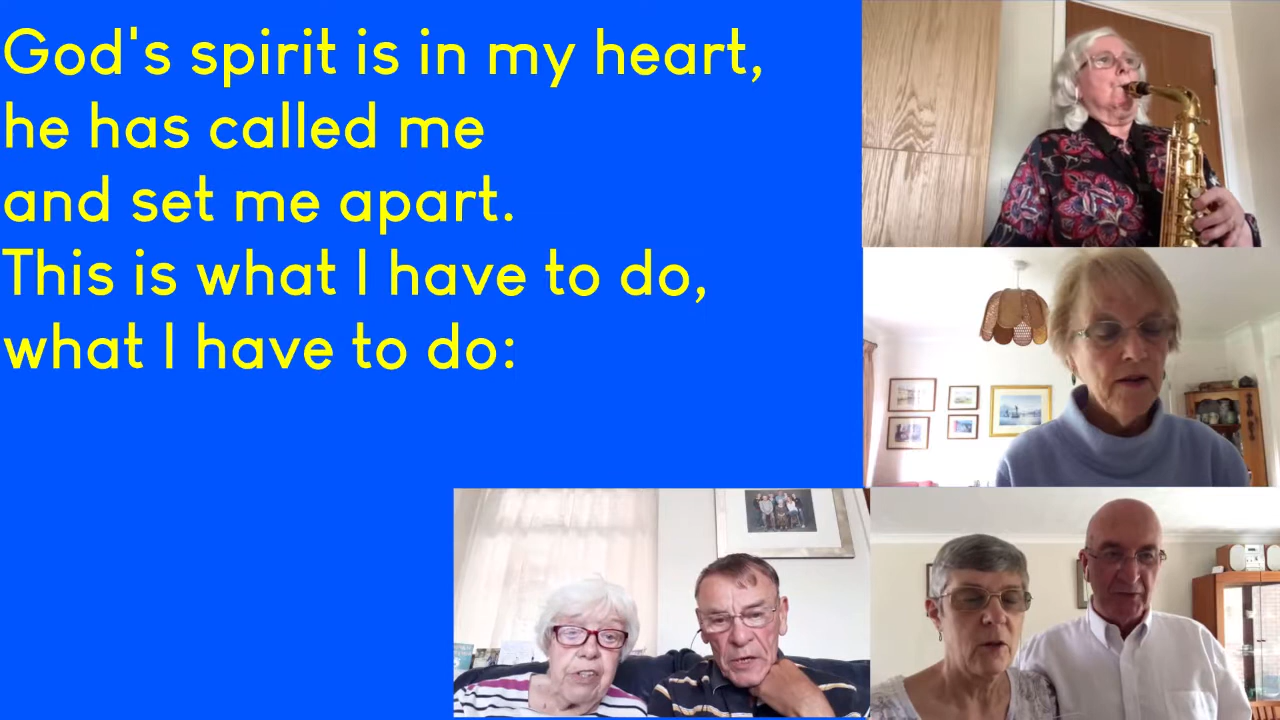 God's spirit is in my heart,
he has called me
and set me apart.
This is what I have to do,
what I have to do: